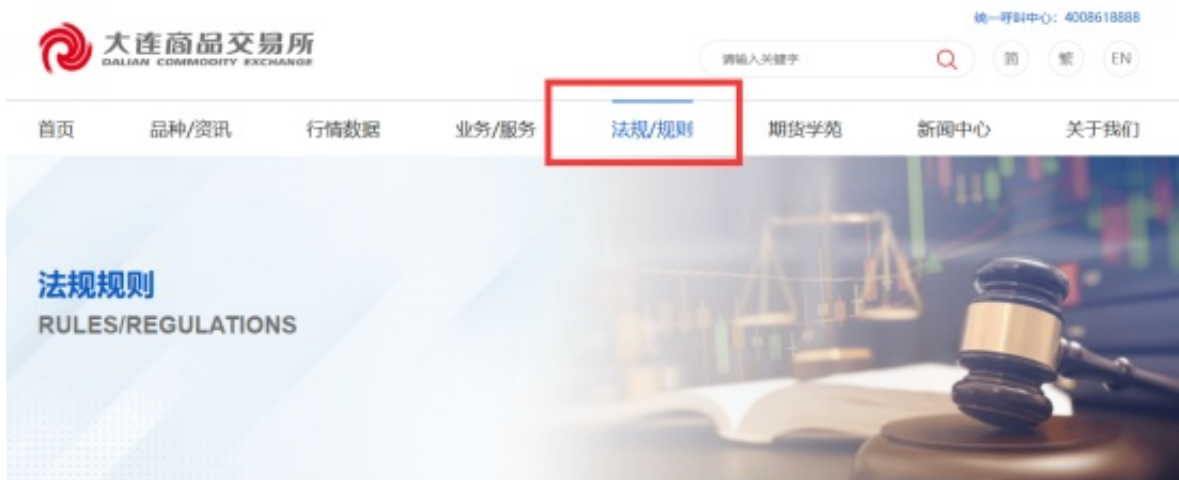 统一呼叫中心：4008618888
大连商品交易所
DALIAN COMMODITY EXCHANGE
请输入关键字
简 繁 EN
首页 品种/资讯 行情数据 业务/服务 法规/规则 期货学苑 新闻中心 关于我们
法规规则
RULES/REGULATIONS